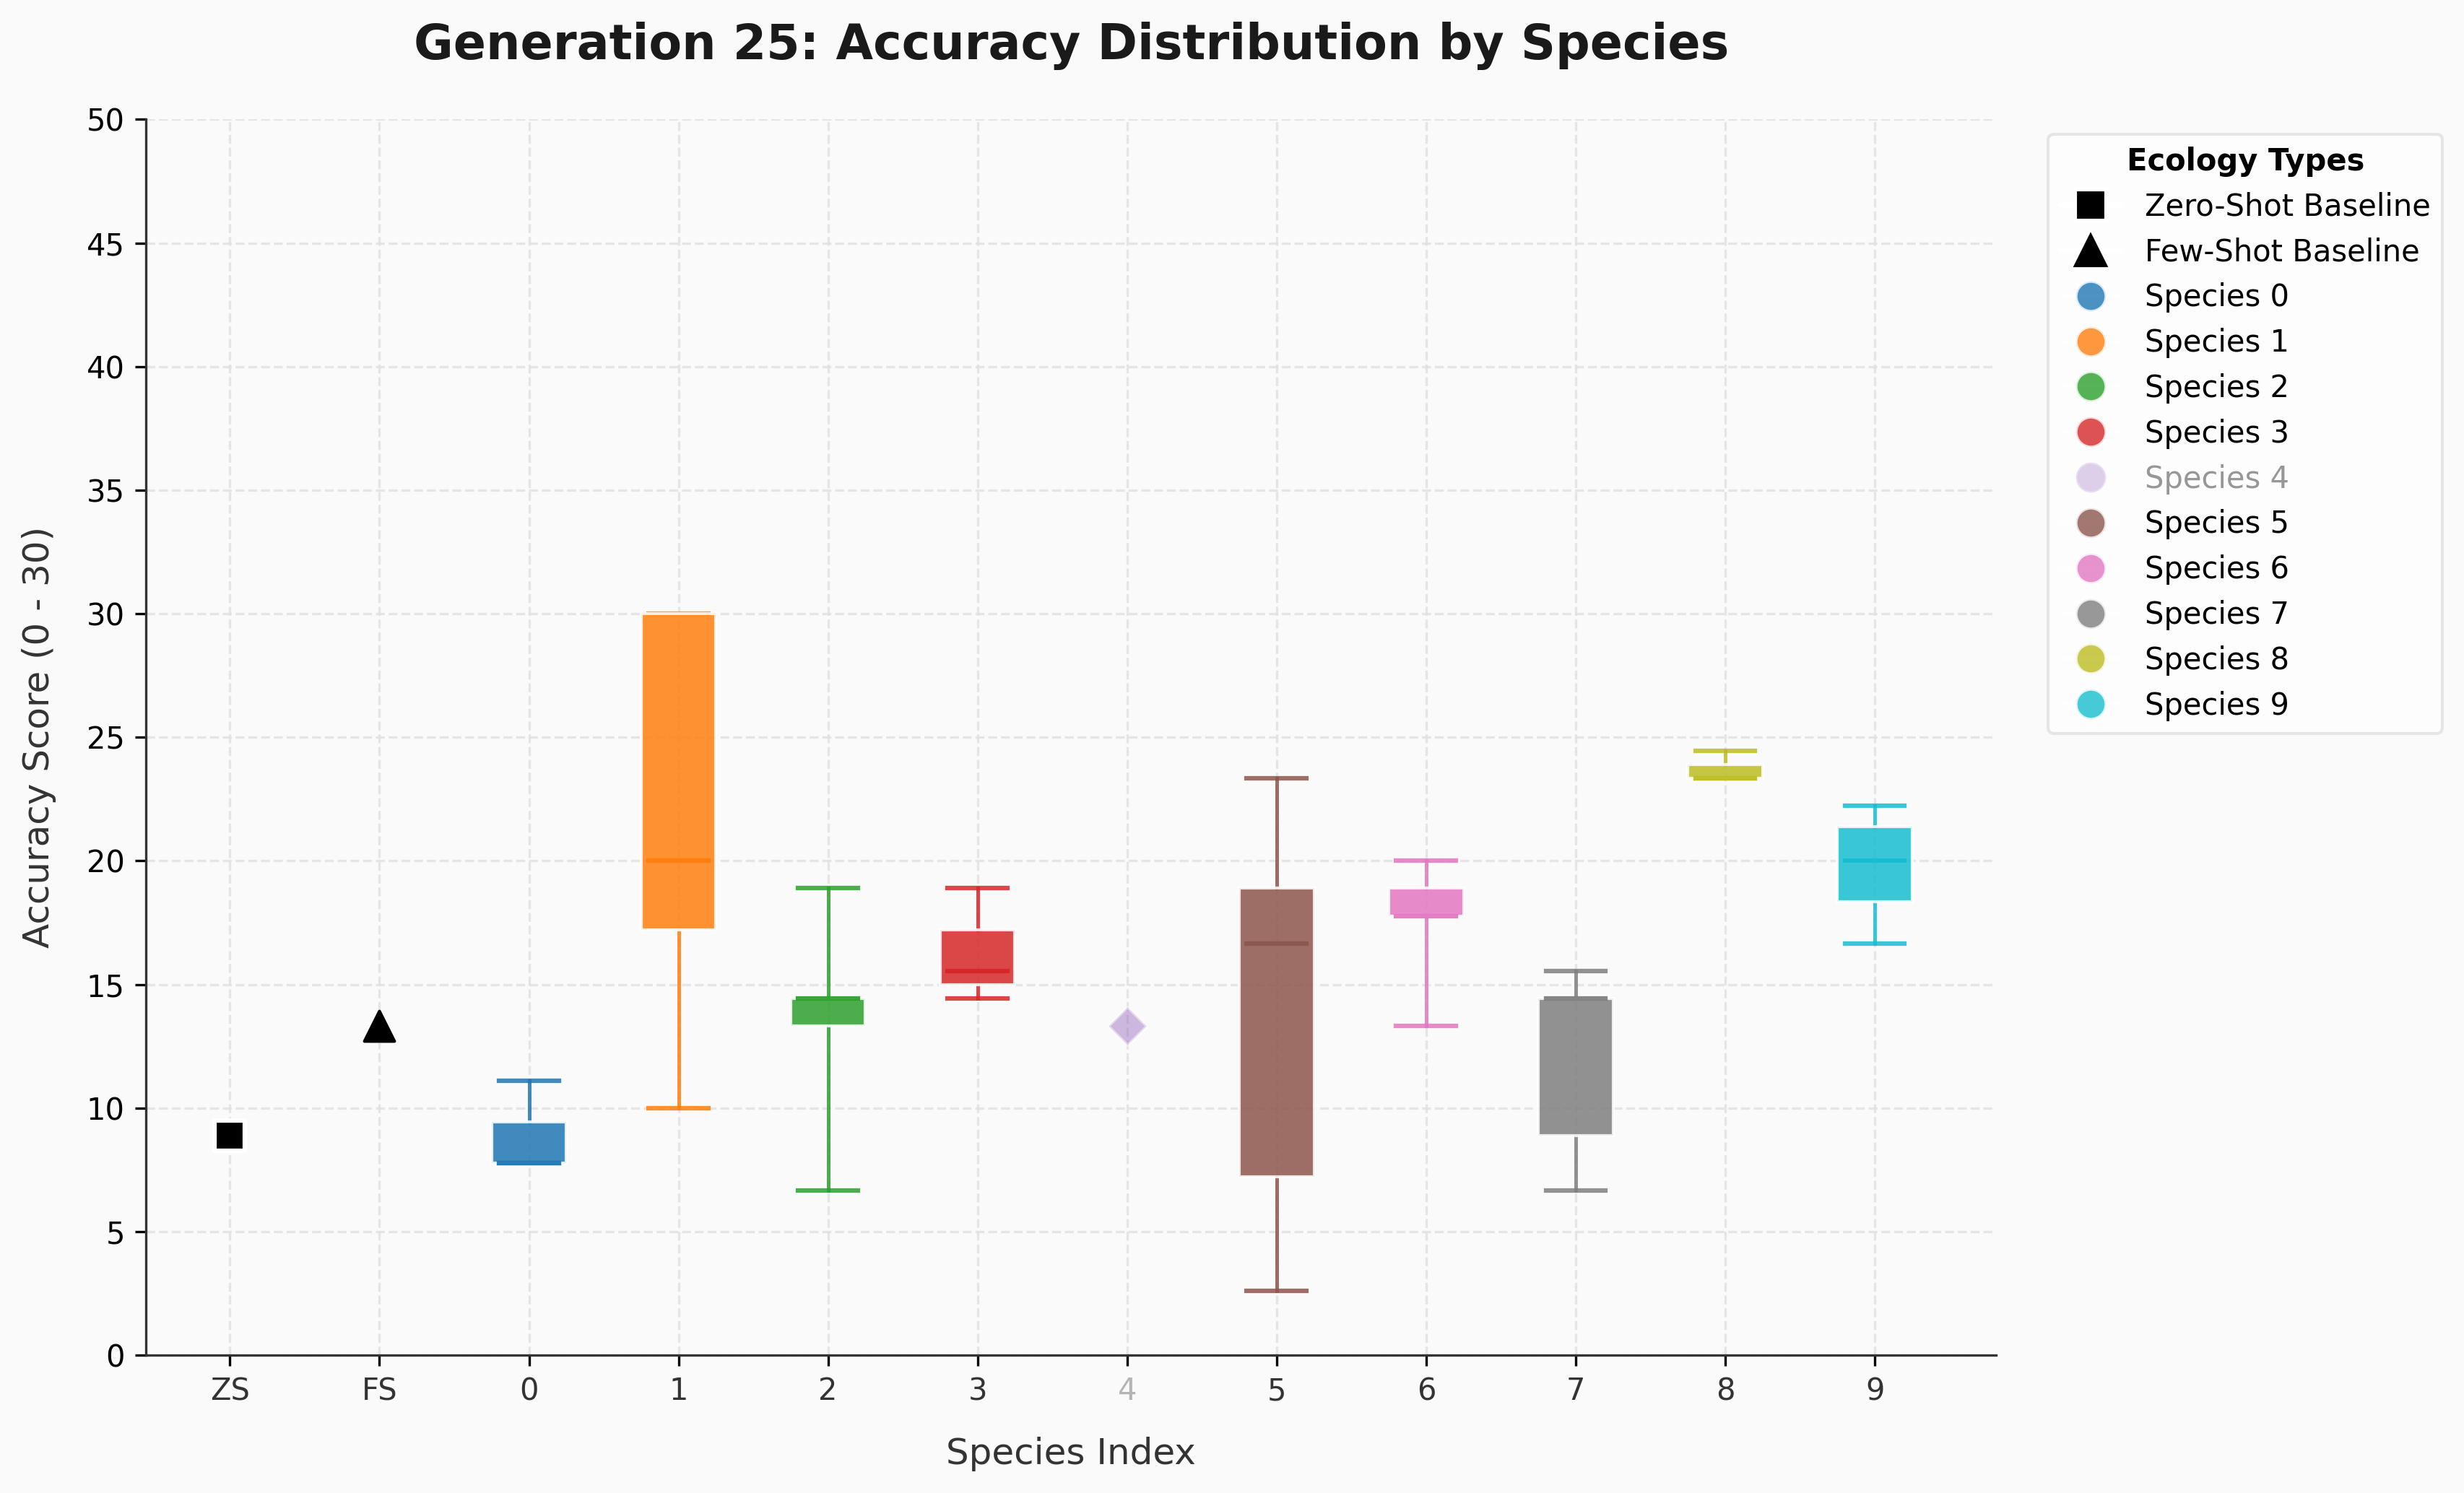 Generation 25: Accuracy Distribution by Species
50
45
40
35
30
25
20
15
10
5
0
Accuracy Score (0 - 30)
ZS FS 0 1 2 3 4 5 6 7 8 9
Species Index
Ecology Types
Zero-Shot Baseline
Few-Shot Baseline
Species 0
Species 1
Species 2
Species 3
Species 4
Species 5
Species 6
Species 7
Species 8
Species 9